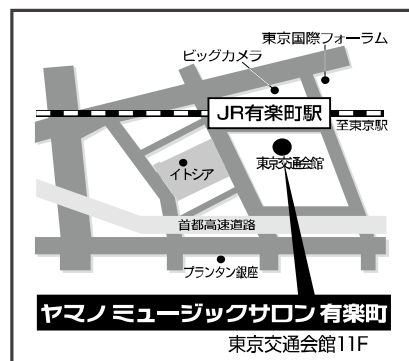 東京国際フォーラム
ビッグカメラ
JR有楽町駅
至東京駅
東京交通会館
イトシア
首都高速道路
プランタン銀座
ヤマノ ミュージックサロン 有楽町
東京交通会館11F